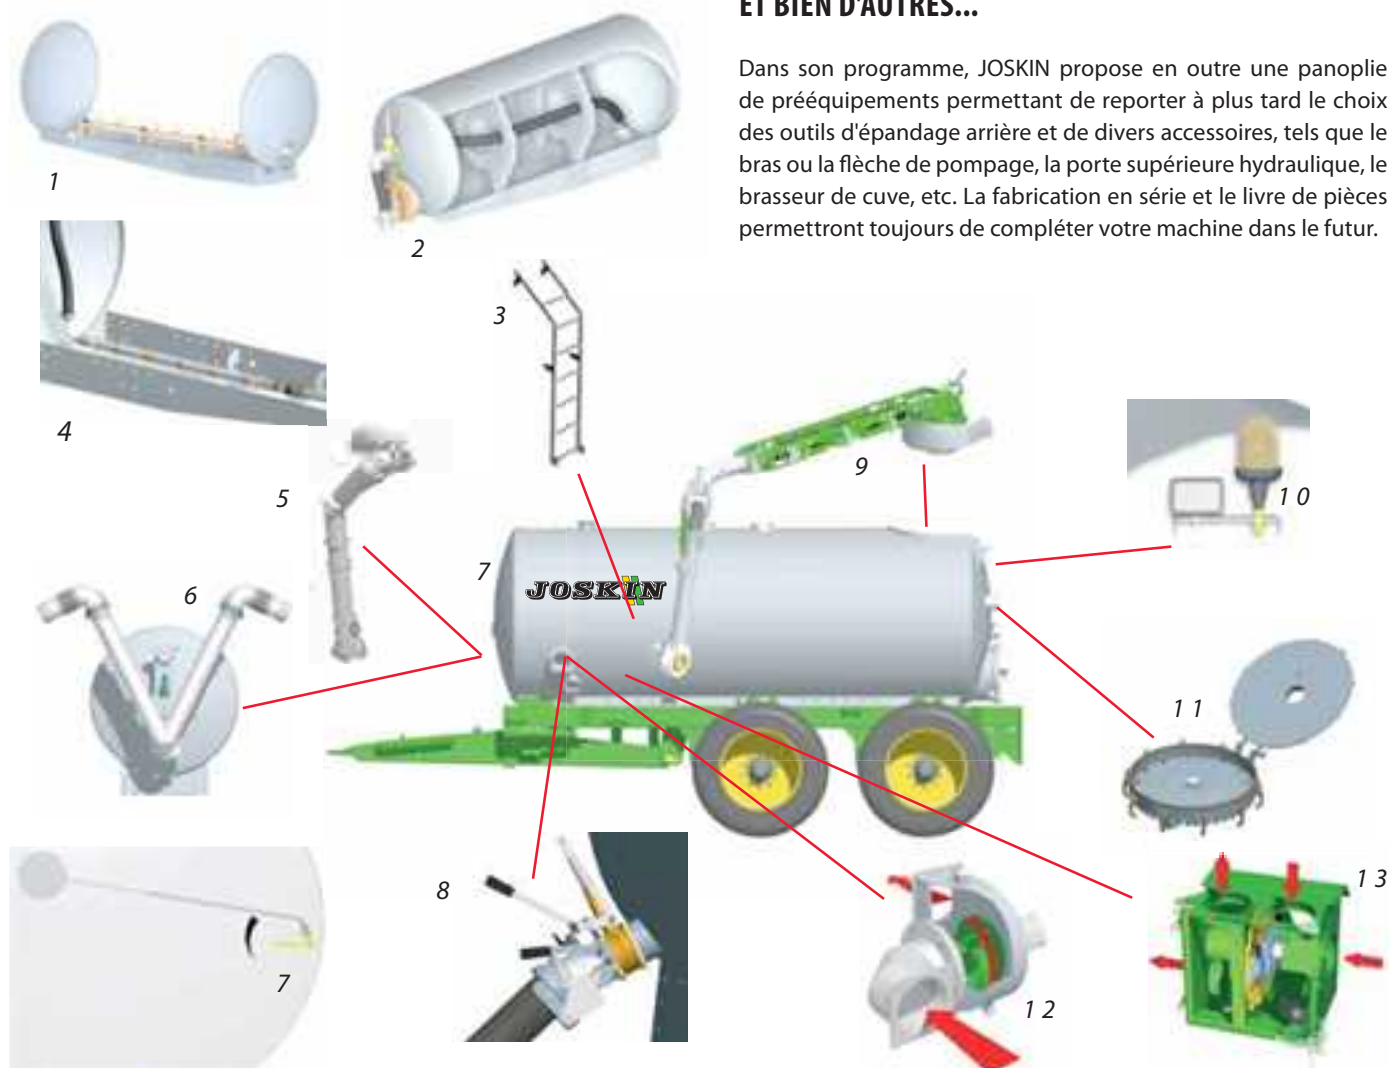 ET BIEN D'AUTRES...
Dans son programme, JOSKIN propose en outre une panoplie
de prééquipements permettant de reporter à plus tard le choix
des outils d'épandage arrière et de divers accessoires, tels que le
bras ou la flèche de pompage, la porte supérieure hydraulique, le
brasseur de cuve, etc. La fabrication en série et le livre de pièces
permettront toujours de compléter votre machine dans le futur.
1
2
3
4
5
6
7
JOSKIN
9
10
11
7
8
12
13